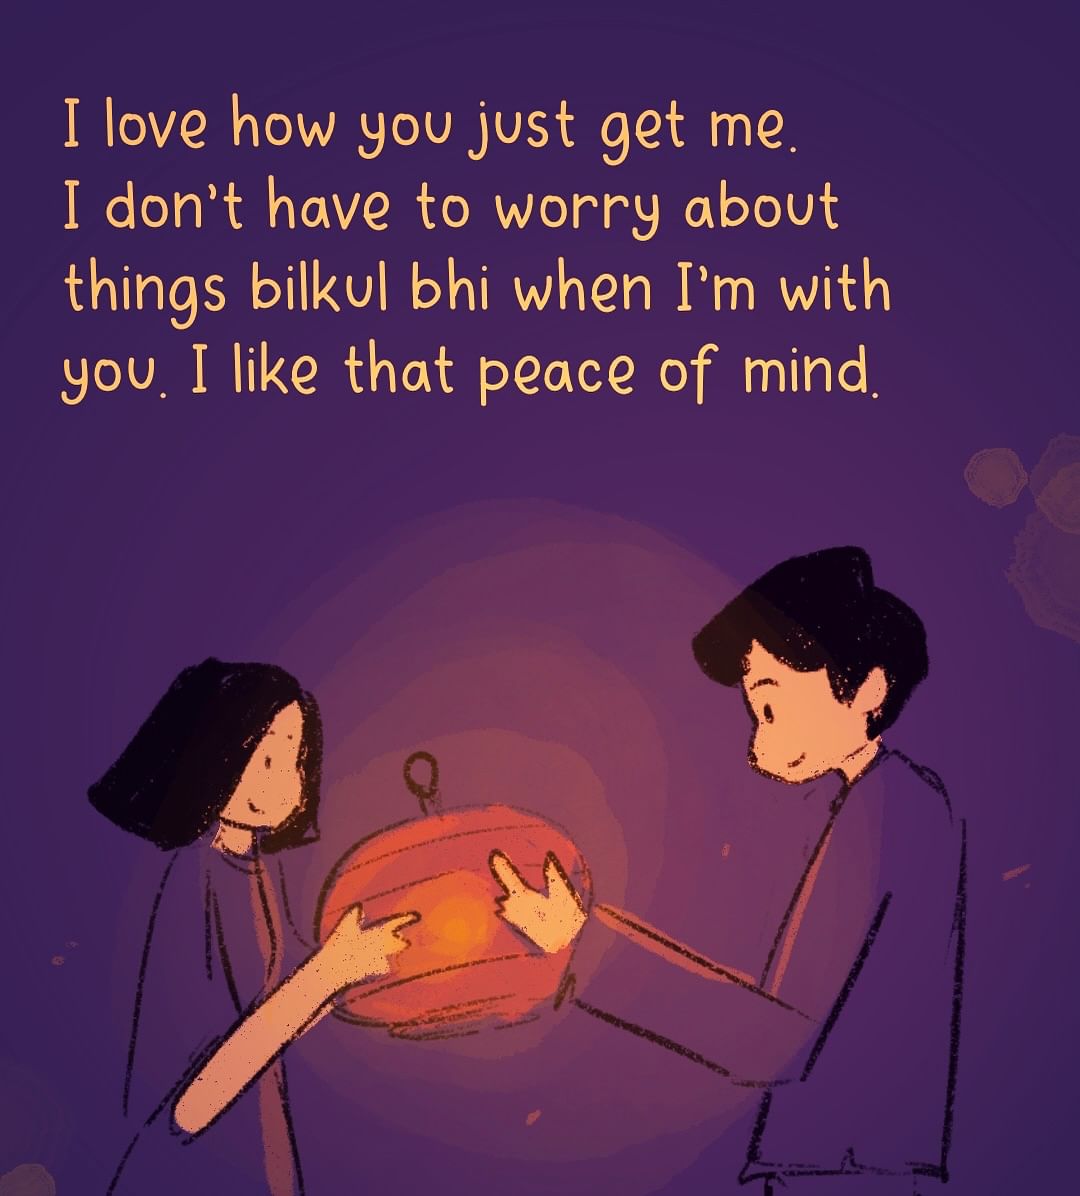 I love how you just get me.
I don't have to worry about
things bilkul bhi when I'm with
you. I like that peace of mind.